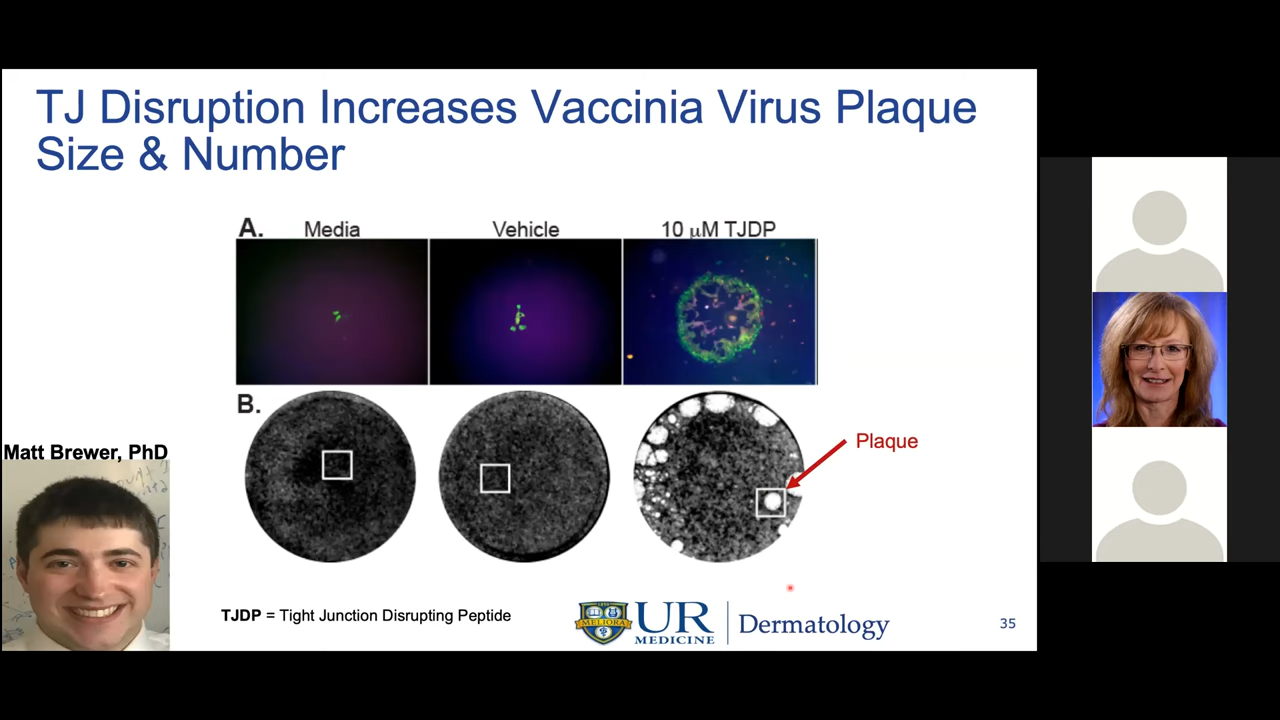 TJ Disruption Increases Vaccinia Virus Plaque
Size & Number
A.
Media
Vehicle
10 μM TJDP
B.
Plaque
Matt Brewer, PhD
TJDP = Tight Junction Disrupting Peptide
MELIORA
UR
MEDICINE
Dermatology
35